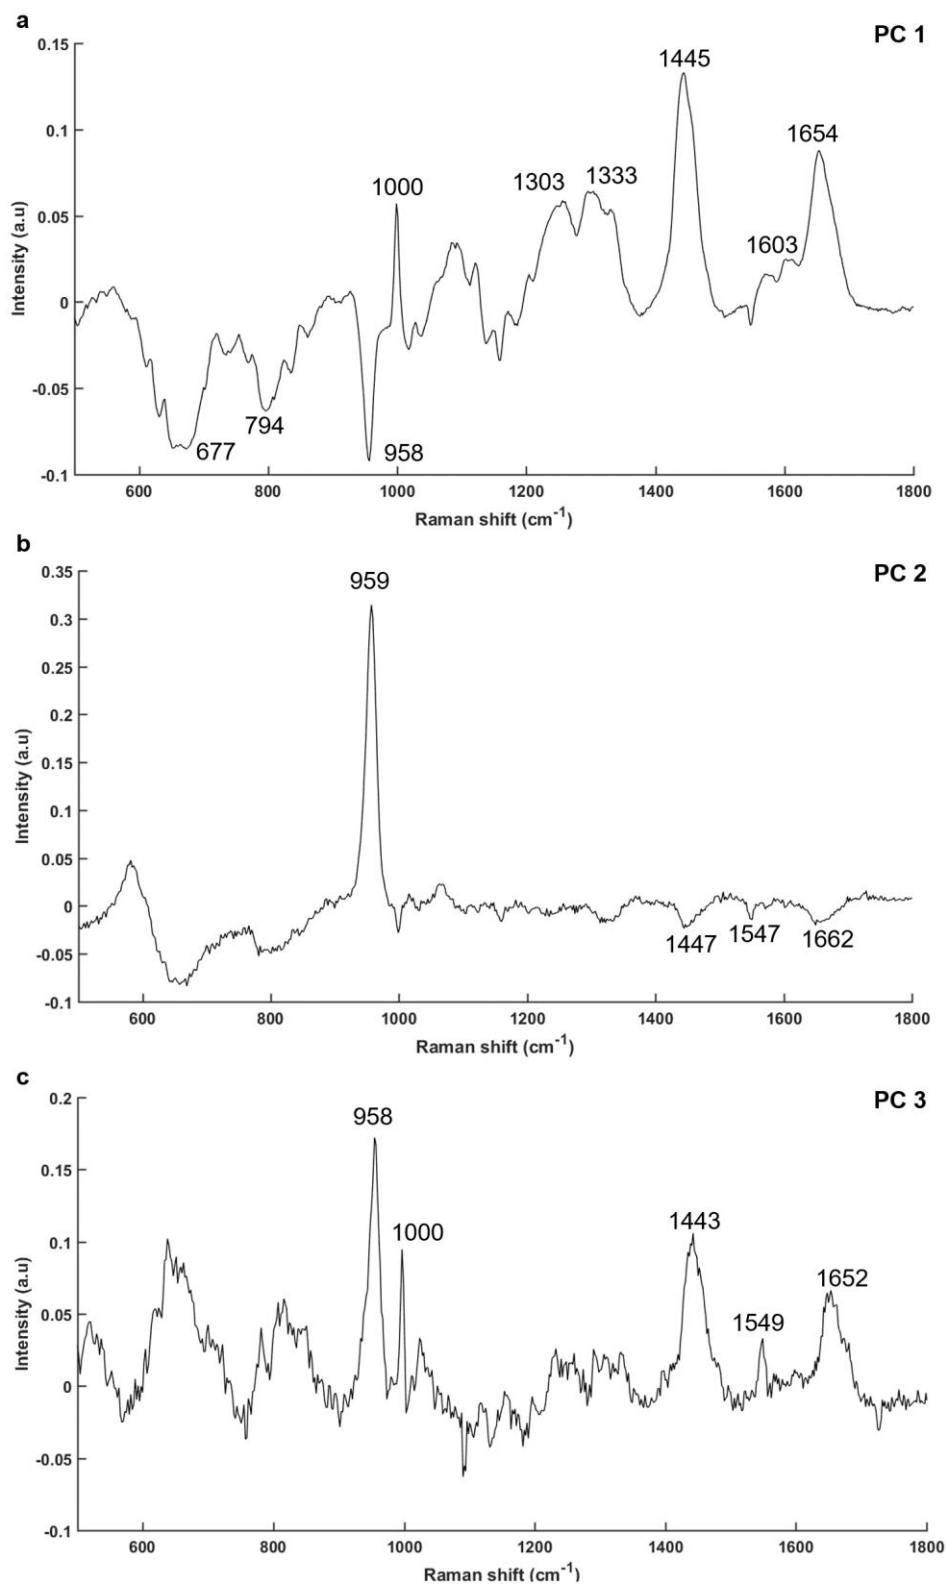 a
PC 1
0.15
0.1
0.05
0
-0.05
-0.1
Intensity (a.u)
1445
1654
1303
1333
1000
1603
677
794
958
600 800 1000 1200 1400 1600 1800
Raman shift (cm-1)
b
PC 2
0.35
0.3
0.25
0.2
0.15
0.1
0.05
0
-0.05
-0.1
Intensity (a.u)
959
1447
1547
1662
600 800 1000 1200 1400 1600 1800
Raman shift (cm-1)
c
PC 3
0.2
0.15
0.1
0.05
0
-0.05
-0.1
Intensity (a.u)
958
1000
1443
1549
1652
600 800 1000 1200 1400 1600 1800
Raman shift (cm-1)